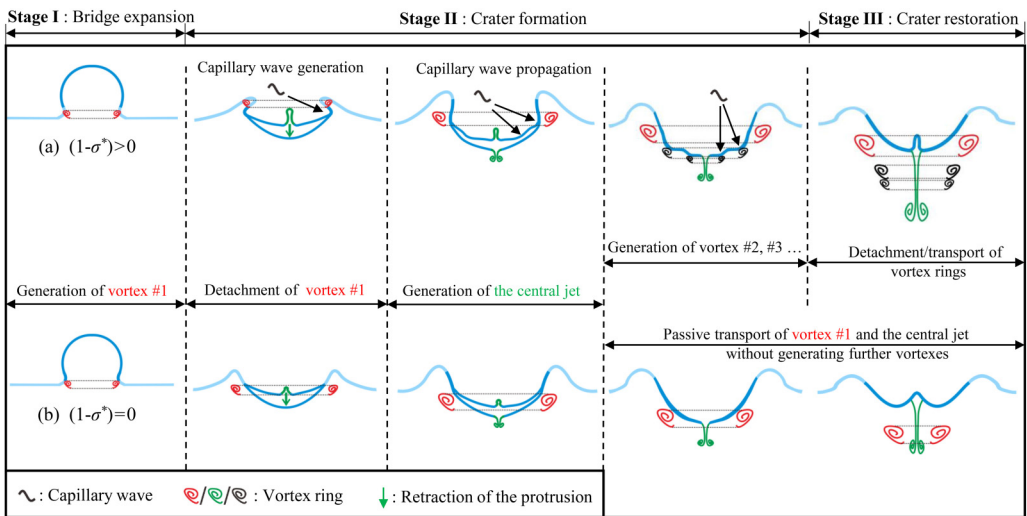 Stage I : Bridge expansion
Stage II : Crater formation
Stage III : Crater restoration
Capillary wave generation
Capillary wave propagation
(a) (1-σ*)>0
Generation of vortex #2, #3 ...
Detachment/transport of
vortex rings
Generation of vortex #1
Detachment of vortex #1
Generation of the central jet
Passive transport of vortex #1 and the central jet
without generating further vortexes
(b) (1-σ*)=0
: Capillary wave
/ / : Vortex ring
: Retraction of the protrusion